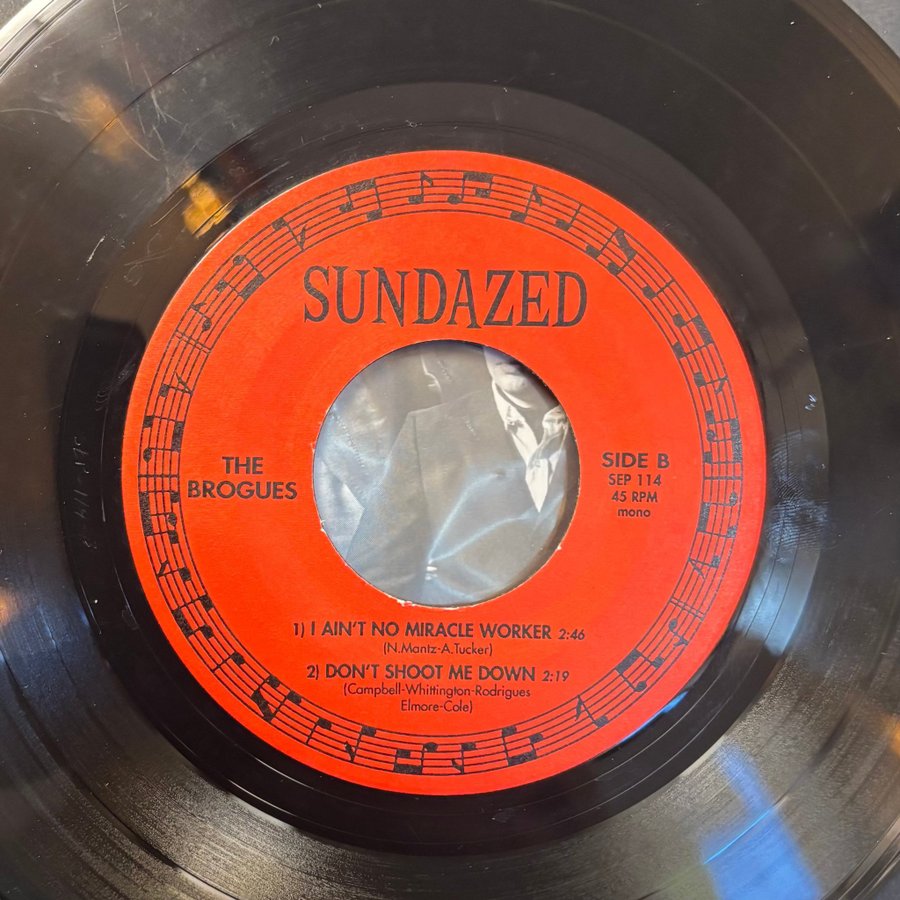 SUNDAZED
THE
BROGUES
SIDE B
SEP 114
45 RPM
mono
1) I AIN'T NO MIRACLE WORKER 2:46
(N.Mantz-A.Tucker)
2) DON'T SHOOT ME DOWN 2:19
(Campbell-Whittington-Rodrigues
Elmore-Cole)